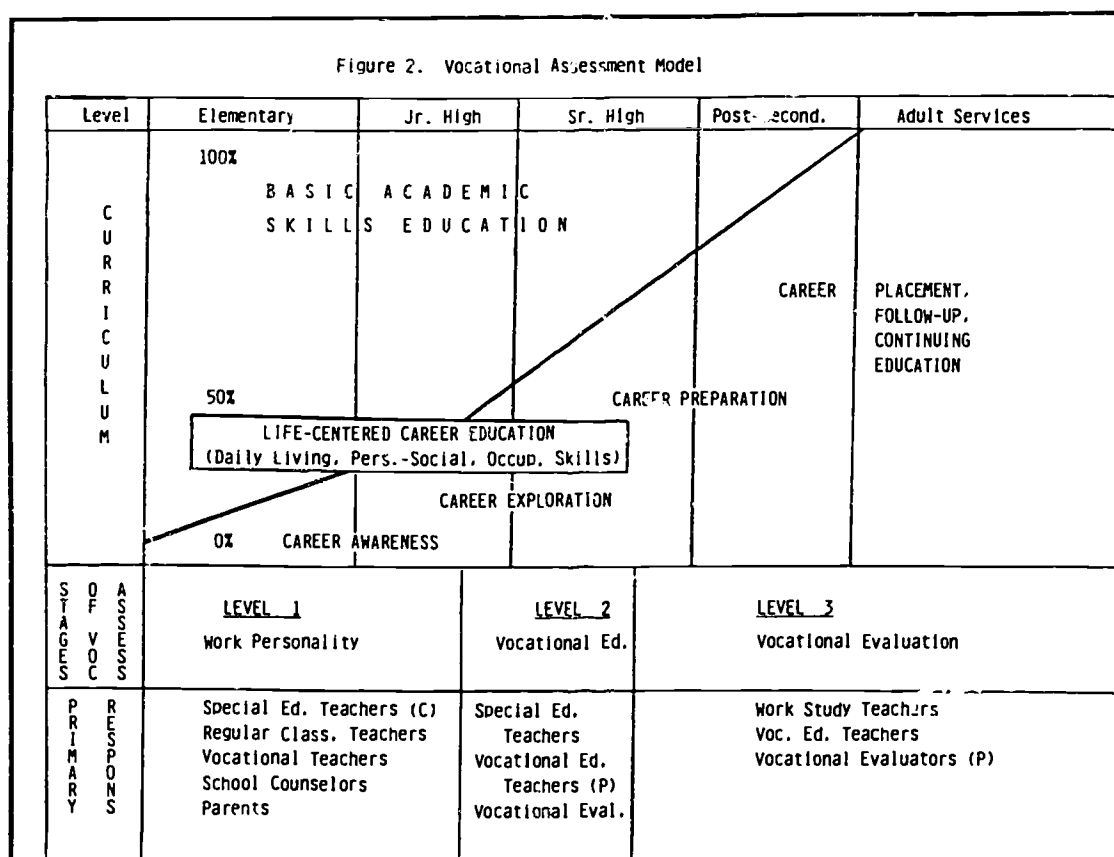 Figure 2. Vocational Assessment Model
Level Elementary Jr. High Sr. High Post-Second. Adult Services
CURRICULUM
100%
BASIC ACADEMIC
SKILLS EDUCATION
CAREER PLACEMENT,
FOLLOW-UP,
CONTINUING
EDUCATION
50%
CAREER PREPARATION
LIFE-CENTERED CAREER EDUCATION
(Daily Living, Pers.-Social, Occup. Skills)
CAREER EXPLORATION
0% CAREER AWARENESS
STAGES OF VOC ASSESS
LEVEL 1 LEVEL 2 LEVEL 3
Work Personality Vocational Ed. Vocational Evaluation
PRIMARY RESPONS
Special Ed. Teachers (C)
Regular Class. Teachers
Vocational Teachers
School Counselors
Parents
Special Ed.
Teachers
Vocational Ed.
Teachers (P)
Vocational Eval.
Work Study Teachers
Voc. Ed. Teachers
Vocational Evaluators (P)